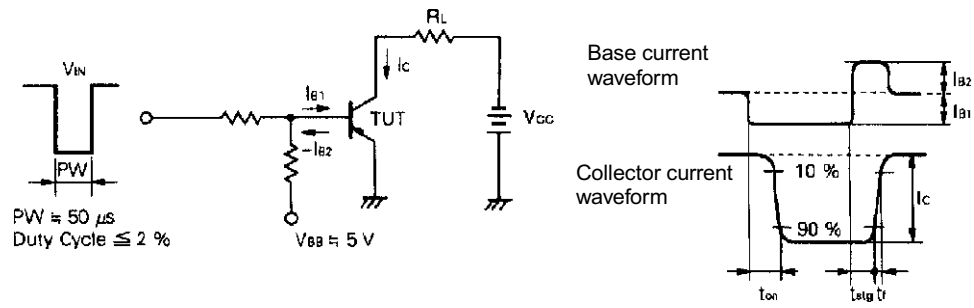 VIN
PW
PW ≒ 50 μs
Duty Cycle ≦ 2 %
RL
IC
IB1
TUT
IB2
VCC
VBB ≒ 5 V
Base current
waveform
IB2
IB1
Collector current
waveform
10 %
90 %
IC
ton
tstg tf